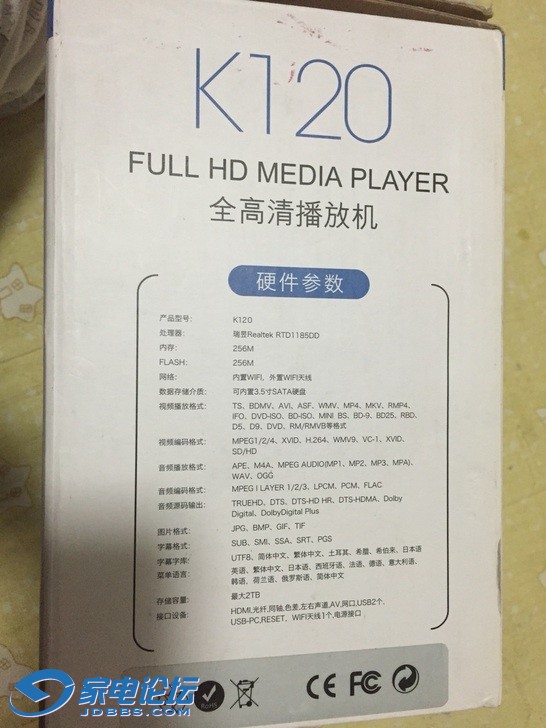 K120
FULL HD MEDIA PLAYER
全高清播放机
硬件参数
产品型号: K120
处理器: 瑞昱Realtek RTD1185DD
内存: 256M
FLASH: 256M
网络: 内置WIFI、外置WIFI天线
数据存储介质: 可内置3.5寸SATA硬盘
视频播放格式: TS、BDMV、AVI、ASF、WMV、MP4、MKV、RMP4、
IFO、DVD-ISO、BD-ISO、MINI BS、BD-9、BD25、RBD、
D5、D9、DVD、RM/RMVB等格式
视频编码格式: MPEG1/2/4、XVID、H.264、WMV9、VC-1、XVID、
SD/HD
音频播放格式: APE、M4A、MPEG AUDIO(MP1、MP2、MP3、MPA)、
WAV、OGG
音频编码格式: MPEG I LAYER 1/2/3、LPCM、PCM、FLAC
音频源码输出: TRUEHD、DTS、DTS-HD HR、DTS-HDMA、Dolby
Digital、DolbyDigital Plus
图片格式: JPG、BMP、GIF、TIF
字幕格式: SUB、SMI、SSA、SRT、PGS
字幕字库: UTF8、简体中文、繁体中文、土耳其、希腊、希伯来、日本语
菜单语言: 英语、繁体中文、日本语、西班牙语、法语、德语、意大利语、
韩语、荷兰语、俄罗斯语、简体中文
存储容量: 最大2TB
接口设备: HDMI,光纤,同轴,色差,左右声道,AV,网口,USB2个,
USB-PC,RESET、WIFI天线1个,电源接口
RoHS
FC CE
家电论坛
JDBBS.COM